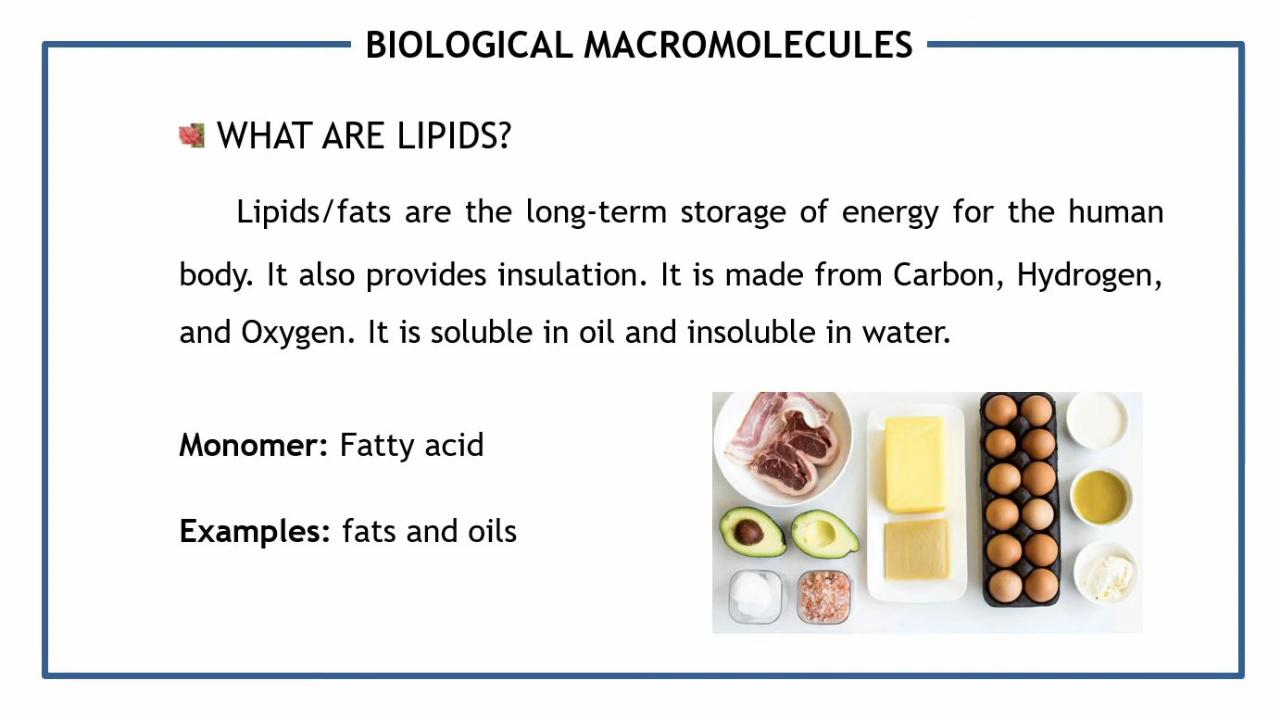 BIOLOGICAL MACROMOLECULES
WHAT ARE LIPIDS?
Lipids/fats are the long-term storage of energy for the human
body. It also provides insulation. It is made from Carbon, Hydrogen,
and Oxygen. It is soluble in oil and insoluble in water.
Monomer: Fatty acid
Examples: fats and oils